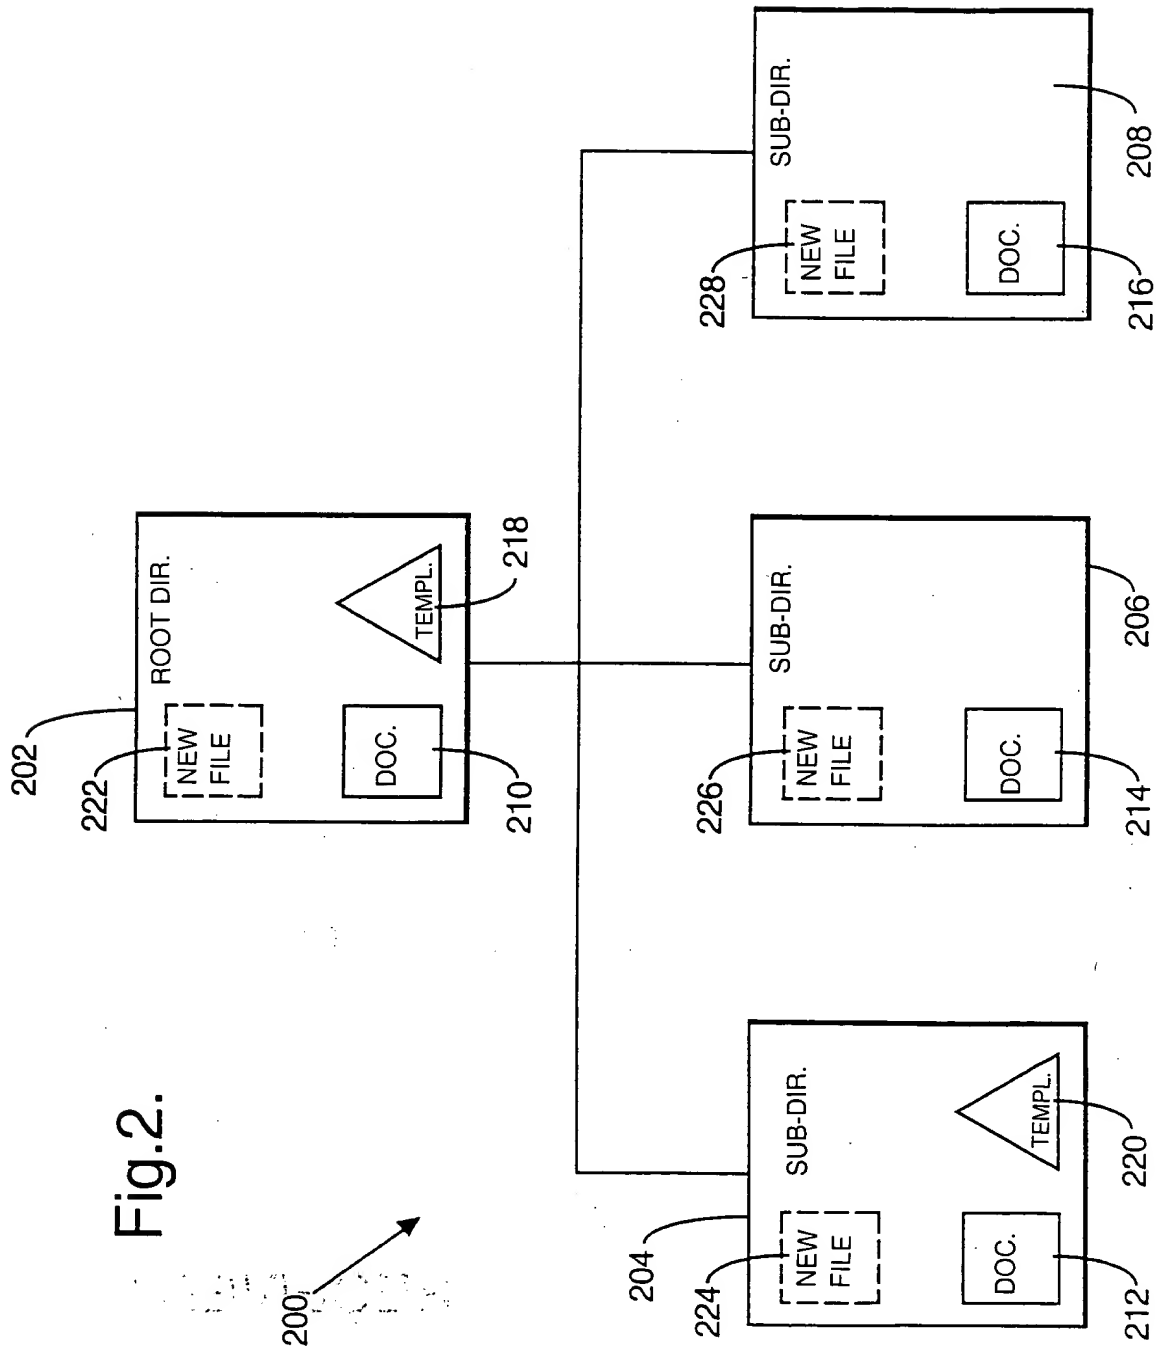 Fig.2.
200
202
ROOT DIR.
222
NEW
FILE
210
DOC.
218
TEMPL.
204
SUB-DIR.
224
NEW
FILE
212
DOC.
220
TEMPL.
SUB-DIR.
226
NEW
FILE
214
DOC.
206
SUB-DIR.
228
NEW
FILE
216
DOC.
208